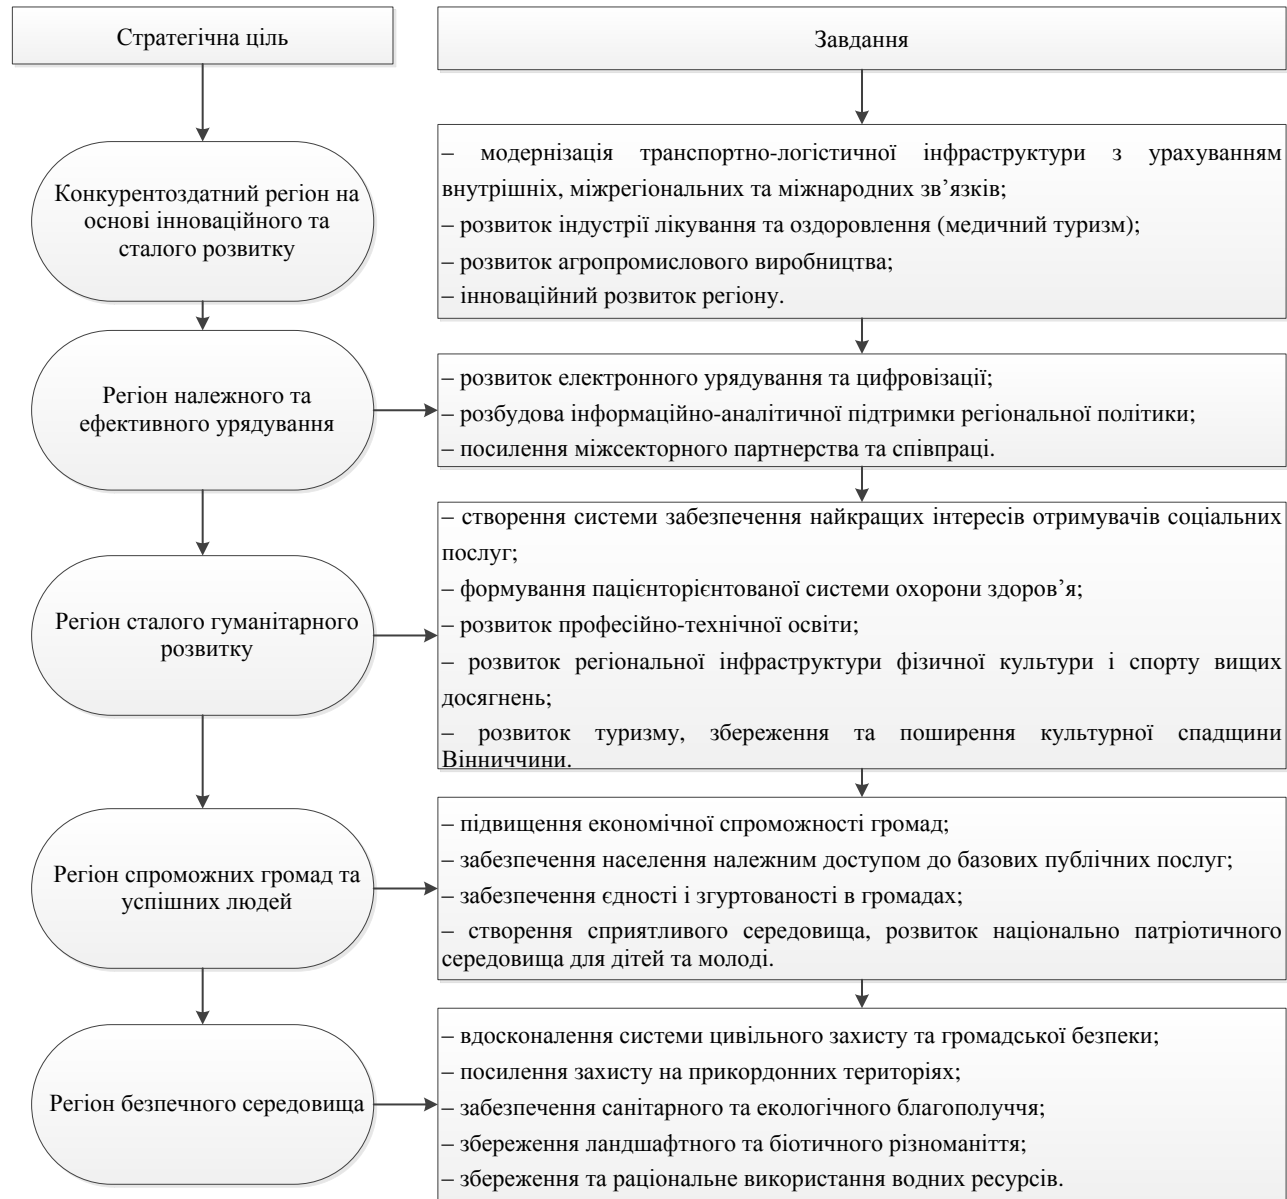 Стратегічна ціль
Завдання
Конкурентоздатний регіон на
основі інноваційного та
сталого розвитку
– модернізація транспортно-логістичної інфраструктури з урахуванням
внутрішніх, міжрегіональних та міжнародних зв’язків;
– розвиток індустрії лікування та оздоровлення (медичний туризм);
– розвиток агропромислового виробництва;
– інноваційний розвиток регіону.
Регіон належного та
ефективного урядування
– розвиток електронного урядування та цифровізації;
– розбудова інформаційно-аналітичної підтримки регіональної політики;
– посилення міжсекторного партнерства та співпраці.
Регіон сталого гуманітарного
розвитку
– створення системи забезпечення найкращих інтересів отримувачів соціальних
послуг;
– формування пацієнторієнтованої системи охорони здоров’я;
– розвиток професійно-технічної освіти;
– розвиток регіональної інфраструктури фізичної культури і спорту вищих
досягнень;
– розвиток туризму, збереження та поширення культурної спадщини
Вінниччини.
Регіон спроможних громад та
успішних людей
– підвищення економічної спроможності громад;
– забезпечення населення належним доступом до базових публічних послуг;
– забезпечення єдності і згуртованості в громадах;
– створення сприятливого середовища, розвиток національно патріотичного
середовища для дітей та молоді.
Регіон безпечного середовища
– вдосконалення системи цивільного захисту та громадської безпеки;
– посилення захисту на прикордонних територіях;
– забезпечення санітарного та екологічного благополуччя;
– збереження ландшафтного та біотичного різноманіття;
– збереження та раціональне використання водних ресурсів.